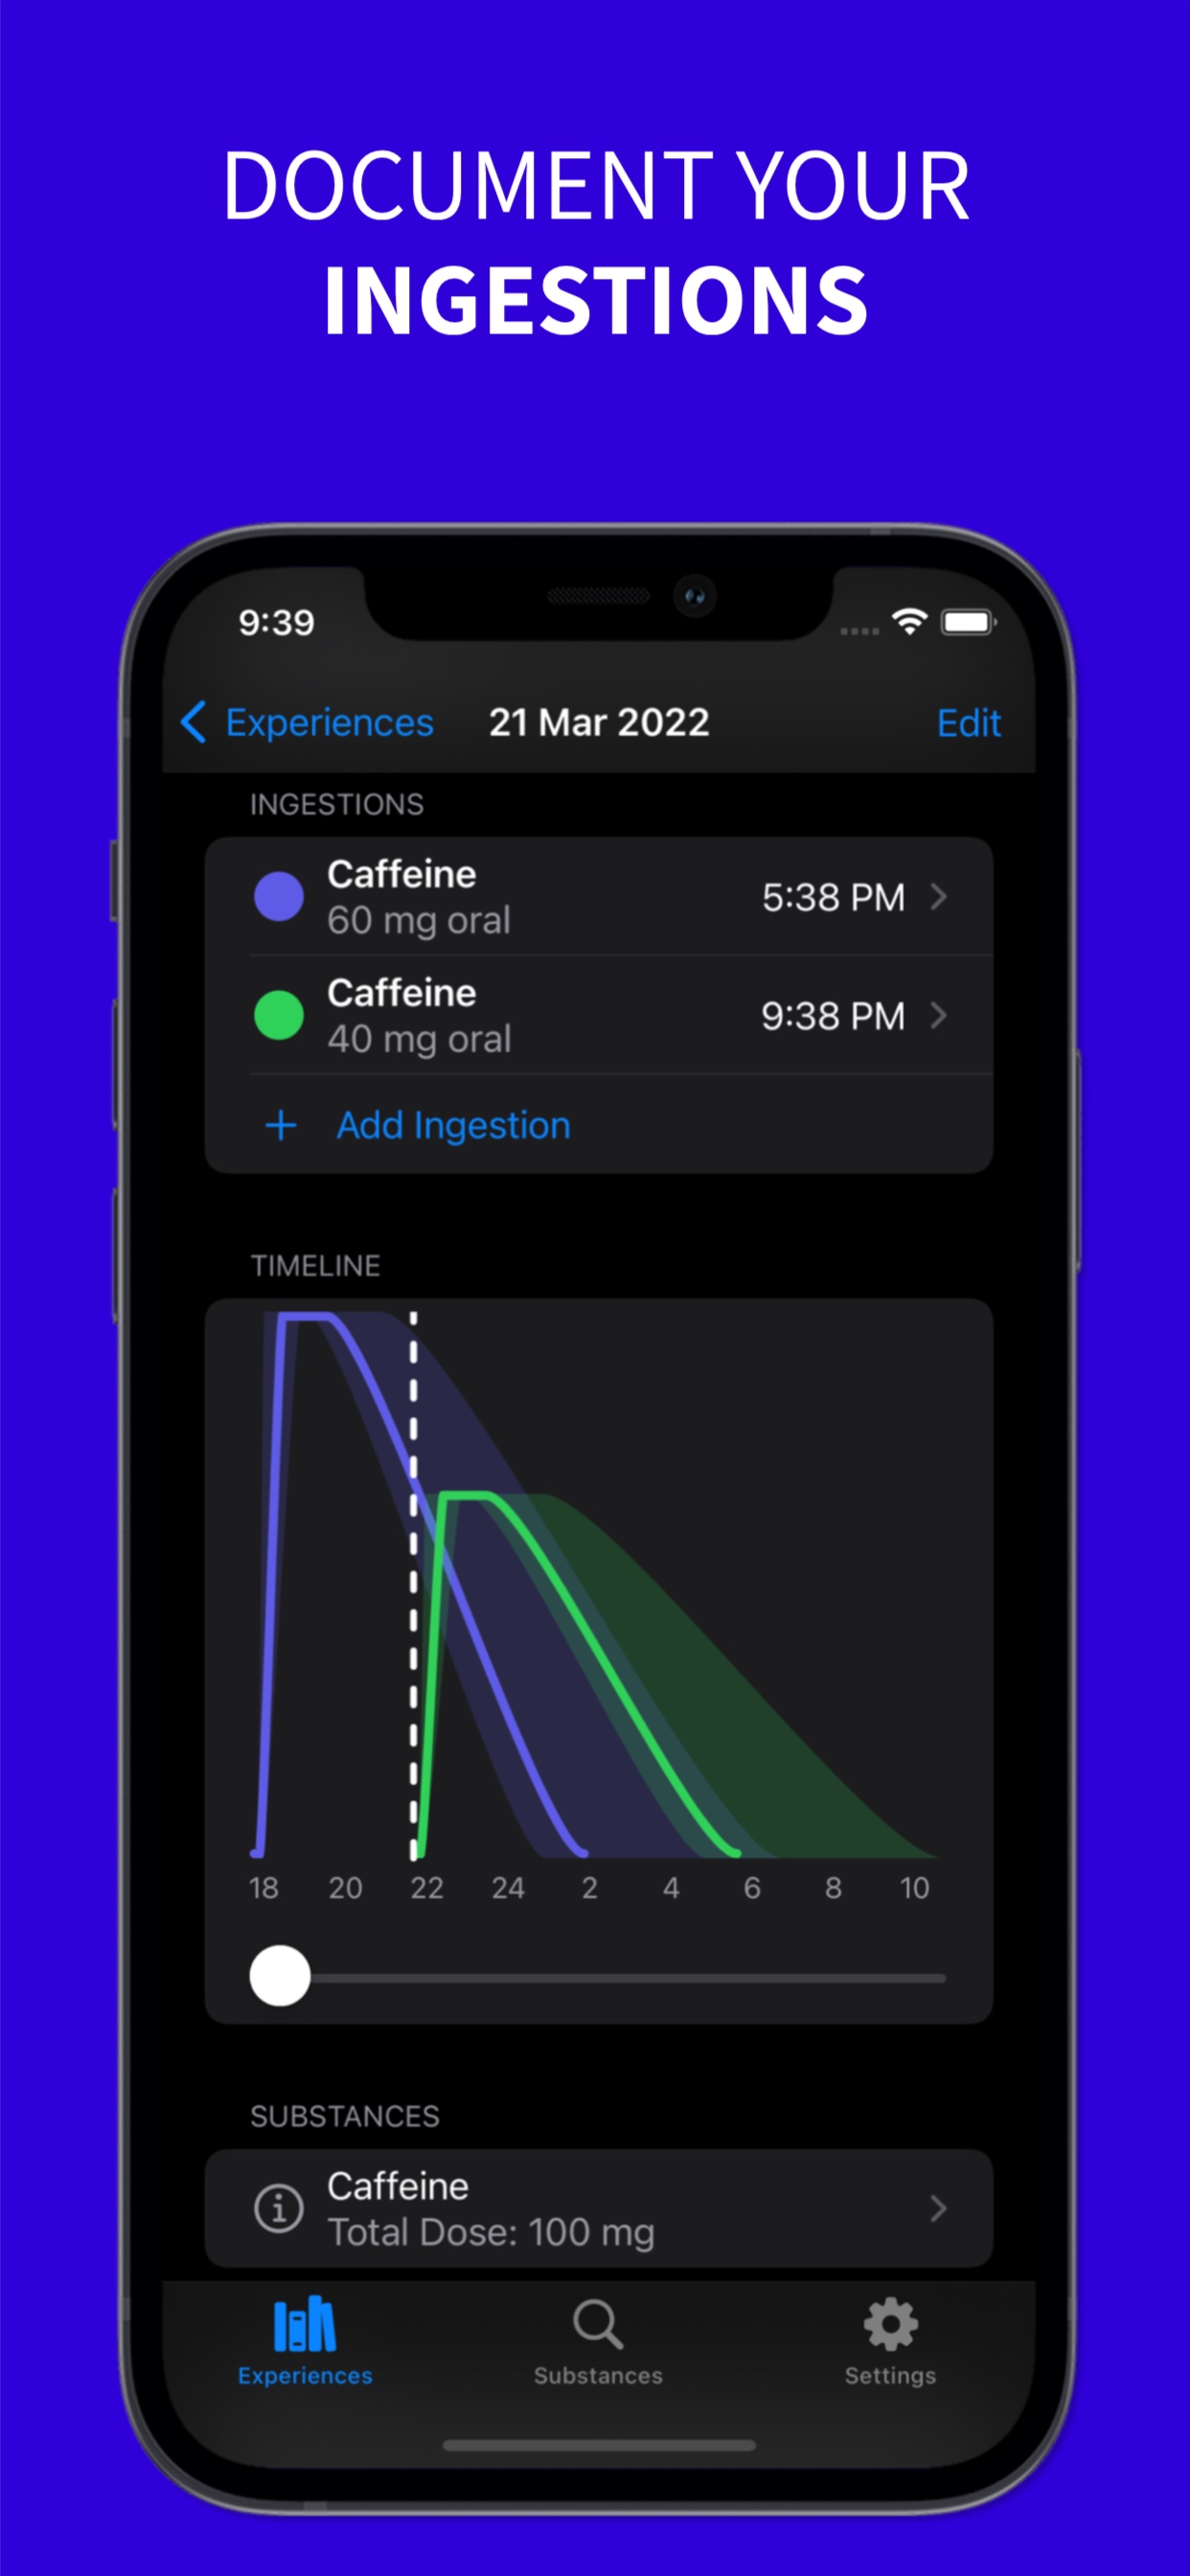 DOCUMENT YOUR
INGESTIONS
9:39
Experiences 21 Mar 2022 Edit
INGESTIONS
Caffeine
60 mg oral
5:38 PM
Caffeine
40 mg oral
9:38 PM
+ Add Ingestion
TIMELINE
18 20 22 24 2 4 6 8 10
SUBSTANCES
Caffeine
Total Dose: 100 mg
Experiences Substances Settings